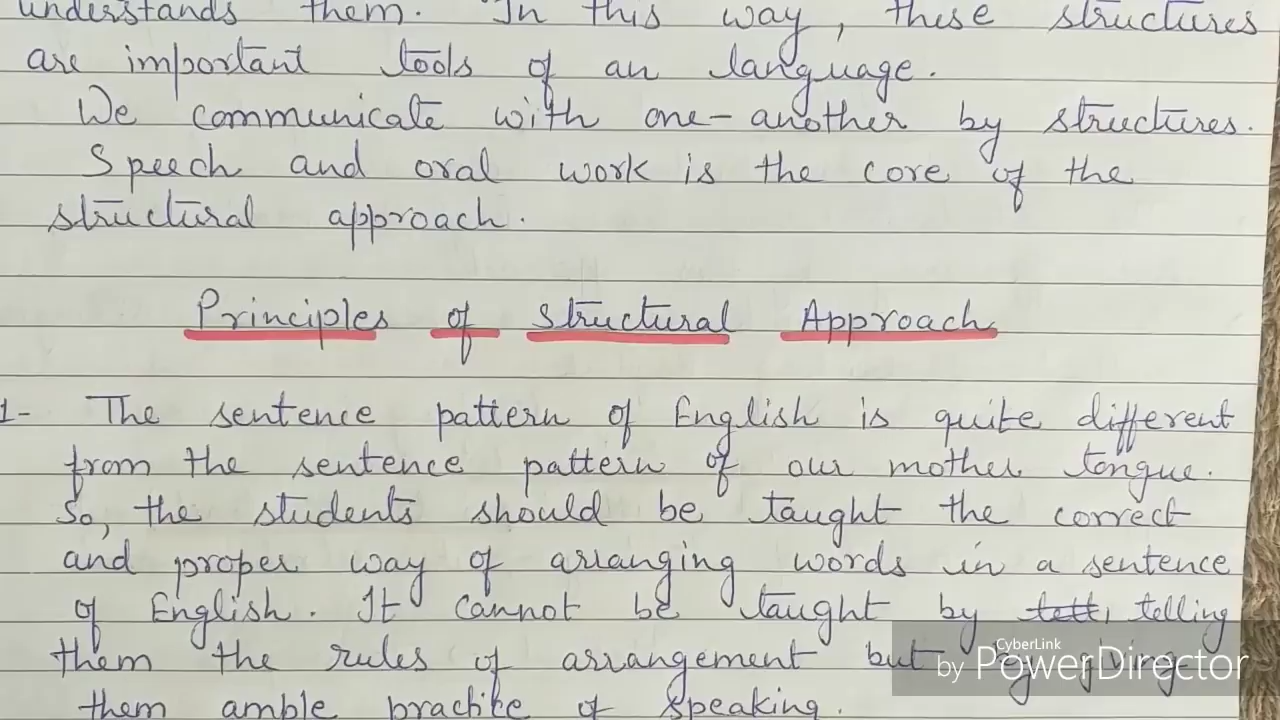 understands them. In this way, these structures
are important tools of an language.
We communicate with one-another by structures.
Speech and oral work is the core of the
structural approach.
Principles of Structural Approach
1- The sentence pattern of English is quite different
from the sentence pattern of our mother tongue.
So, the students should be taught the correct
and proper way of arranging words in a sentence
of English. It cannot be taught by telling
them the rules of arrangement but by giving
them amble practike of speaking.
CyberLink
by PowerDirector